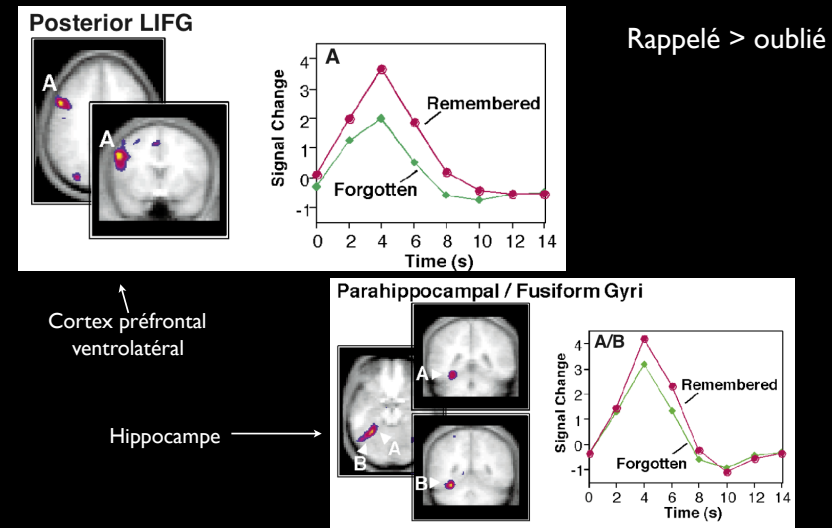 Posterior LIFG
Rappelé > oublié
A
A
A
Signal Change
4
3
2
1
0
-1
Remembered
Forgotten
0 2 4 6 8 10 12 14
Time (s)
Cortex préfrontal
ventrolatéral
Parahippocampal / Fusiform Gyri
Hippocampe
A
B
A
B
A/B
Signal Change
4
3
2
1
0
-1
Remembered
Forgotten
0 2 4 6 8 10 12 14
Time (s)